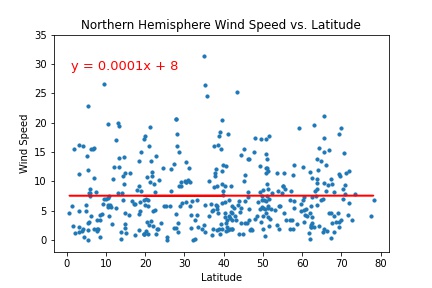 Northern Hemisphere Wind Speed vs. Latitude
35
30
25
20
15
10
5
0
Wind Speed
y = 0.0001x + 8
0 10 20 30 40 50 60 70 80
Latitude